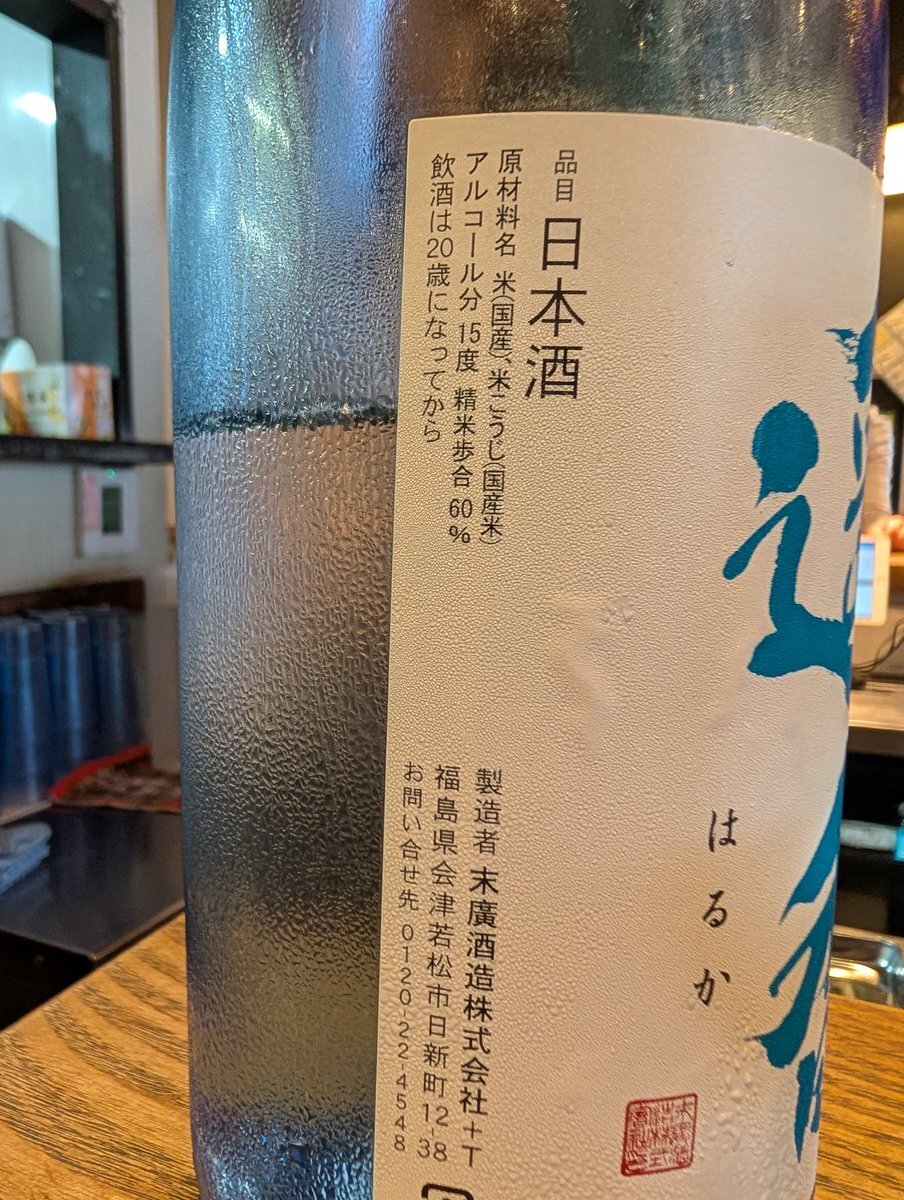 品目 日本酒
原材料名 米(国産)、米こうじ(国産米)
アルコール分 15度 精米歩合 60%
飲酒は20歳になってから
はるか
製造者 末廣酒造株式会社 +T
福島県会津若松市日新町12-38
お問い合せ先 0120-22-4548